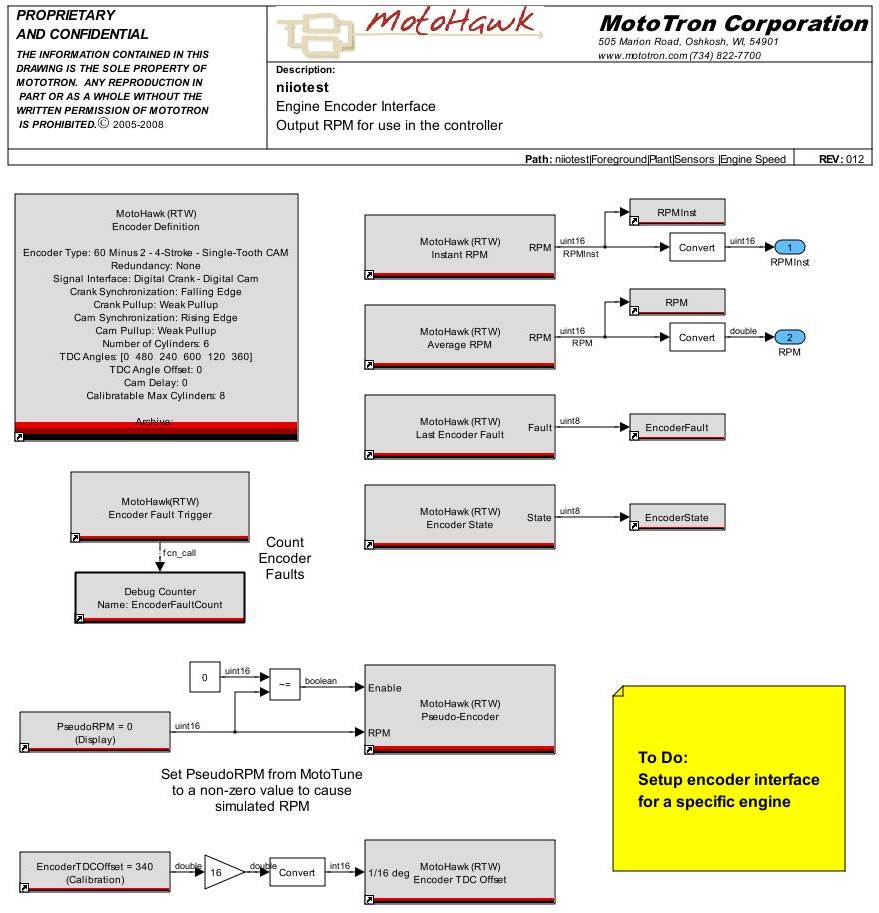 PROPRIETARY
AND CONFIDENTIAL
THE INFORMATION CONTAINED IN THIS
DRAWING IS THE SOLE PROPERTY OF
MOTOTRON. ANY REPRODUCTION IN
PART OR AS A WHOLE WITHOUT THE
WRITTEN PERMISSION OF MOTOTRON
IS PROHIBITED.© 2005-2008
MotoHawk
MotoTron Corporation
505 Marion Road, Oshkosh, WI, 54901
www.mototron.com (734) 822-7700
Description:
niiotest
Engine Encoder Interface
Output RPM for use in the controller
Path: niiotest|Foreground|Plant|Sensors |Engine Speed
REV: 012
MotoHawk (RTW)
Encoder Definition
Encoder Type: 60 Minus 2 - 4-Stroke - Single-Tooth CAM
Redundancy: None
Signal Interface: Digital Crank - Digital Cam
Crank Synchronization: Falling Edge
Crank Pullup: Weak Pullup
Cam Synchronization: Rising Edge
Cam Pullup: Weak Pullup
Number of Cylinders: 6
TDC Angles: [0 480 240 600 120 360]
TDC Angle Offset: 0
Cam Delay: 0
Calibratable Max Cylinders: 8
Archive:
MotoHawk (RTW)
Instant RPM
RPM
uint16
RPMInst
RPMInst
Convert
uint16
1
RPMInst
MotoHawk (RTW)
Average RPM
RPM
uint16
RPM
RPM
Convert
double
2
RPM
MotoHawk (RTW)
Last Encoder Fault
Fault
uint8
EncoderFault
MotoHawk (RTW)
Encoder State
State
uint8
EncoderState
MotoHawk(RTW)
Encoder Fault Trigger
fcn_call
Debug Counter
Name: EncoderFaultCount
Count
Encoder
Faults
0
uint16
~=
boolean
PseudoRPM = 0
(Display)
uint16
Enable
RPM
MotoHawk (RTW)
Pseudo-Encoder
Set PseudoRPM from MotoTune
to a non-zero value to cause
simulated RPM
To Do:
Setup encoder interface
for a specific engine
EncoderTDCOffset = 340
(Calibration)
double
16
double
Convert
int16
1/16 deg
MotoHawk (RTW)
Encoder TDC Offset